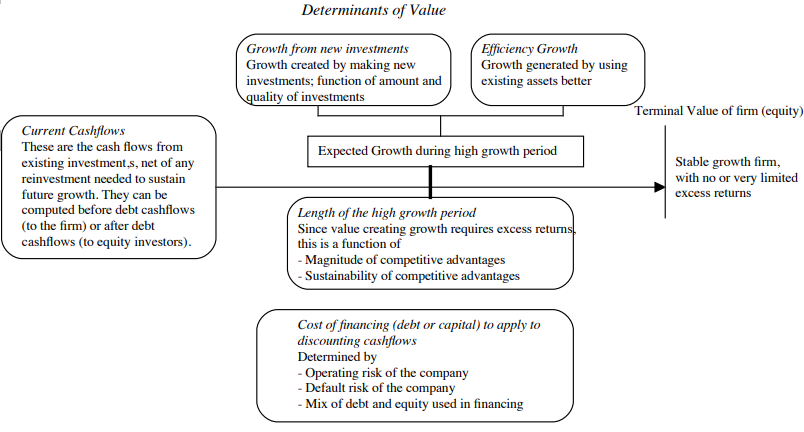 Determinants of Value
Growth from new investments
Growth created by making new
investments; function of amount and
quality of investments
Efficiency Growth
Growth generated by using
existing assets better
Terminal Value of firm (equity)
Current Cashflows
These are the cash flows from
existing investment,s, net of any
reinvestment needed to sustain
future growth. They can be
computed before debt cashflows
(to the firm) or after debt
cashflows (to equity investors).
Expected Growth during high growth period
Stable growth firm,
with no or very limited
excess returns
Length of the high growth period
Since value creating growth requires excess returns,
this is a function of
- Magnitude of competitive advantages
- Sustainability of competitive advantages
Cost of financing (debt or capital) to apply to
discounting cashflows
Determined by
- Operating risk of the company
- Default risk of the company
- Mix of debt and equity used in financing